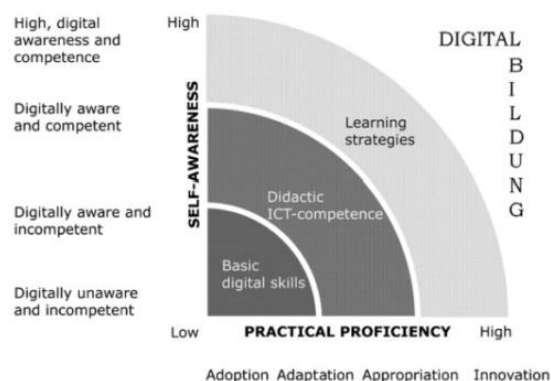 High, digital
awareness and
competence
High
DIGITAL
B
I
L
D
U
N
G
Digitally aware
and competent
SELF-AWARENESS
Learning
strategies
Didactic
ICT-competence
Digitally aware and
incompetent
Basic
digital skills
Digitally unaware
and incompetent
Low
PRACTICAL PROFICIENCY
High
Adoption Adaptation Appropriation Innovation